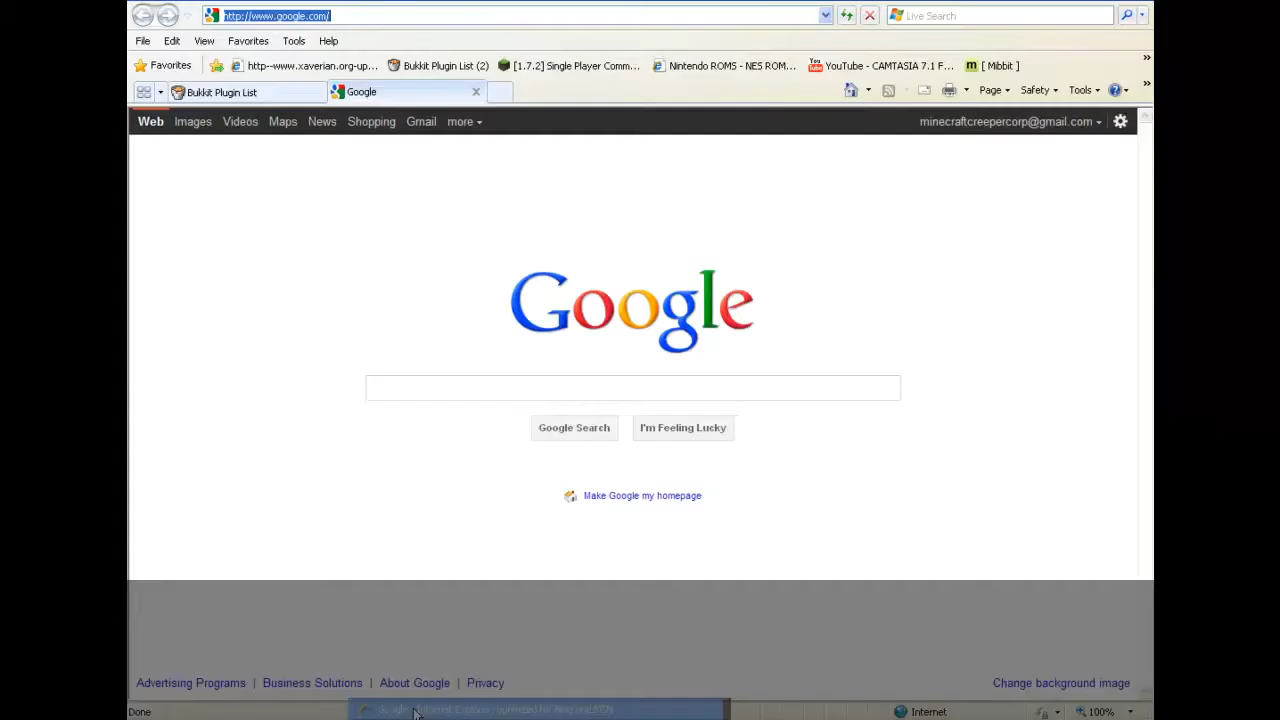 http://www.google.com/
Live Search
File Edit View Favorites Tools Help
Favorites http--www.xaverian.org-up... Bukkit Plugin List (2) [1.7.2] Single Player Comm... Nintendo ROMS - NES ROM... YouTube - CAMTASIA 7.1 F... [ Mibbit ]
Bukkit Plugin List Google Page Safety Tools
Web Images Videos Maps News Shopping Gmail more minecraftcreepercorp@gmail.com
Google
Google Search I'm Feeling Lucky
Make Google my homepage
Advertising Programs | Business Solutions | About Google | Privacy Change background image
Done Internet 100%